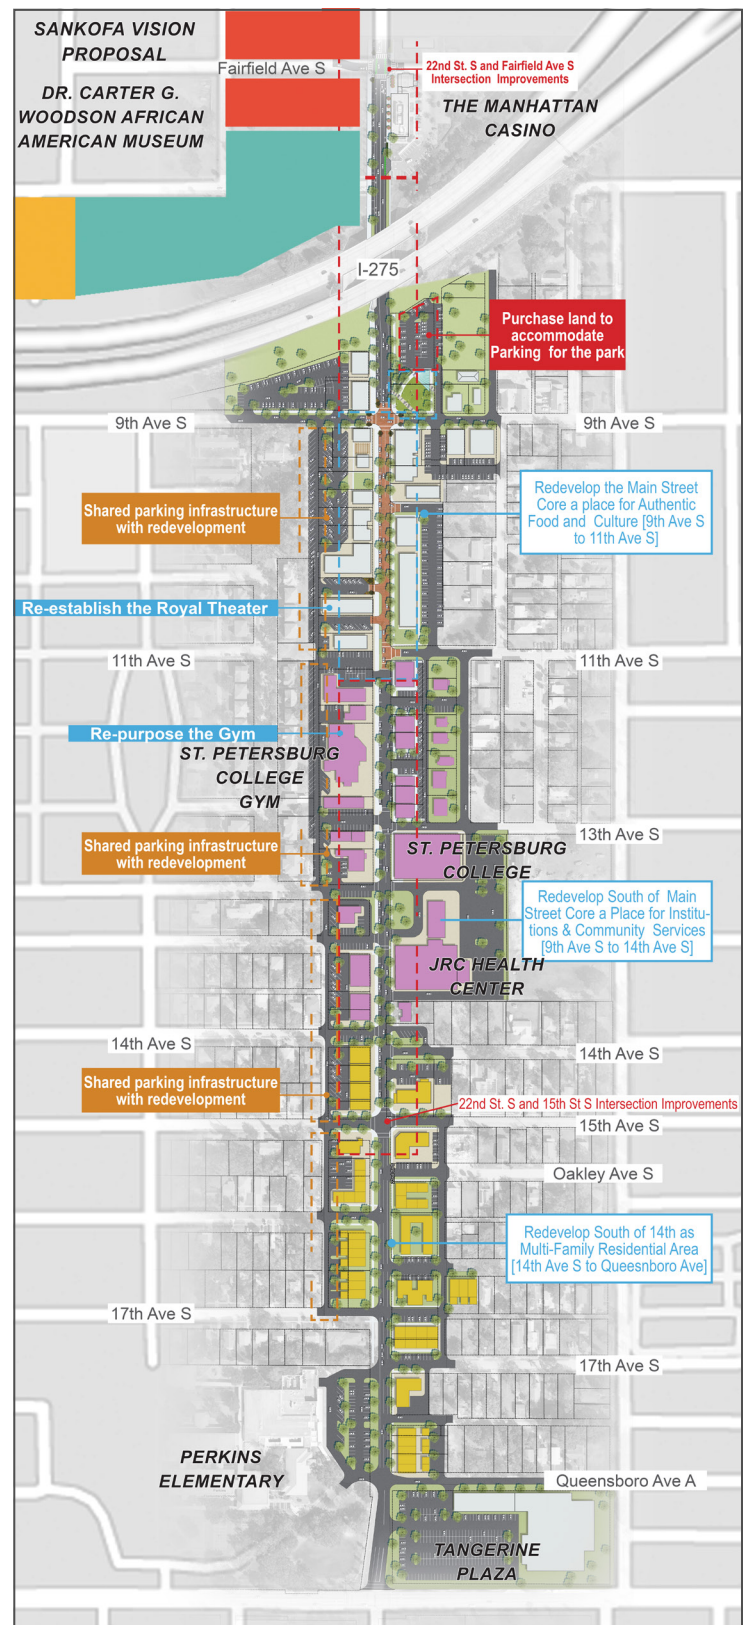 SANKOFA VISION
PROPOSAL
Fairfield Ave S
22nd St. S and Fairfield Ave S
Intersection Improvements
DR. CARTER G.
WOODSON AFRICAN
AMERICAN MUSEUM
THE MANHATTAN
CASINO
I-275
Purchase land to
accommodate
Parking for the park
9th Ave S
9th Ave S
Shared parking infrastructure
with redevelopment
Redevelop the Main Street
Core a place for Authentic
Food and Culture [9th Ave S
to 11th Ave S]
Re-establish the Royal Theater
11th Ave S
11th Ave S
Re-purpose the Gym
ST. PETERSBURG
COLLEGE
GYM
13th Ave S
Shared parking infrastructure
with redevelopment
ST. PETERSBURG
COLLEGE
Redevelop South of Main
Street Core a Place for Institu-
tions & Community Services
[9th Ave S to 14th Ave S]
JRC HEALTH
CENTER
14th Ave S
14th Ave S
Shared parking infrastructure
with redevelopment
22nd St. S and 15th St S Intersection Improvements
15th Ave S
Oakley Ave S
Redevelop South of 14th as
Multi-Family Residential Area
[14th Ave S to Queesnboro Ave]
17th Ave S
17th Ave S
PERKINS
ELEMENTARY
Queensboro Ave A
TANGERINE
PLAZA